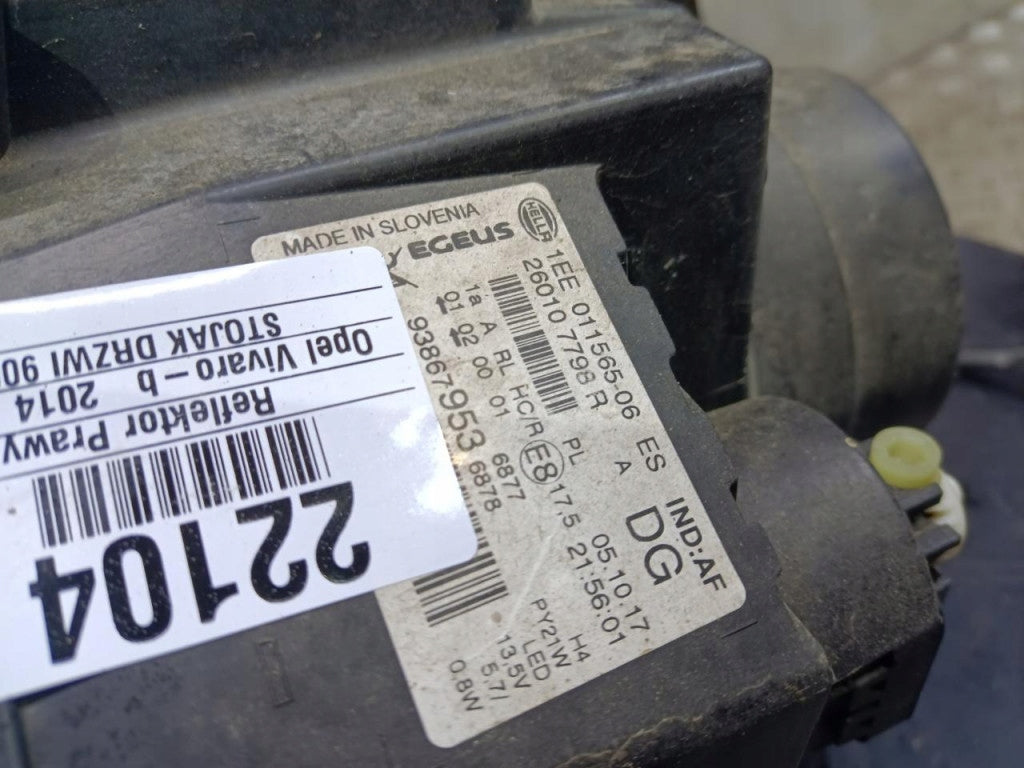 MADE IN SLOVENIA
EGEUS
HELLA
1EE 011565-06 ES IND:AF
26010 7798 R A DG
1a A RL HC/R E8 PL 05.10.17
01 02 00 01 6877 17.5 21:56:01
93867953 6878
H4
PY21W
LED
13.5V
5.7/
0.8W
22104
Reflektor Prawy
Opel Vivaro-b 2014
STOJAK DRZWI 90